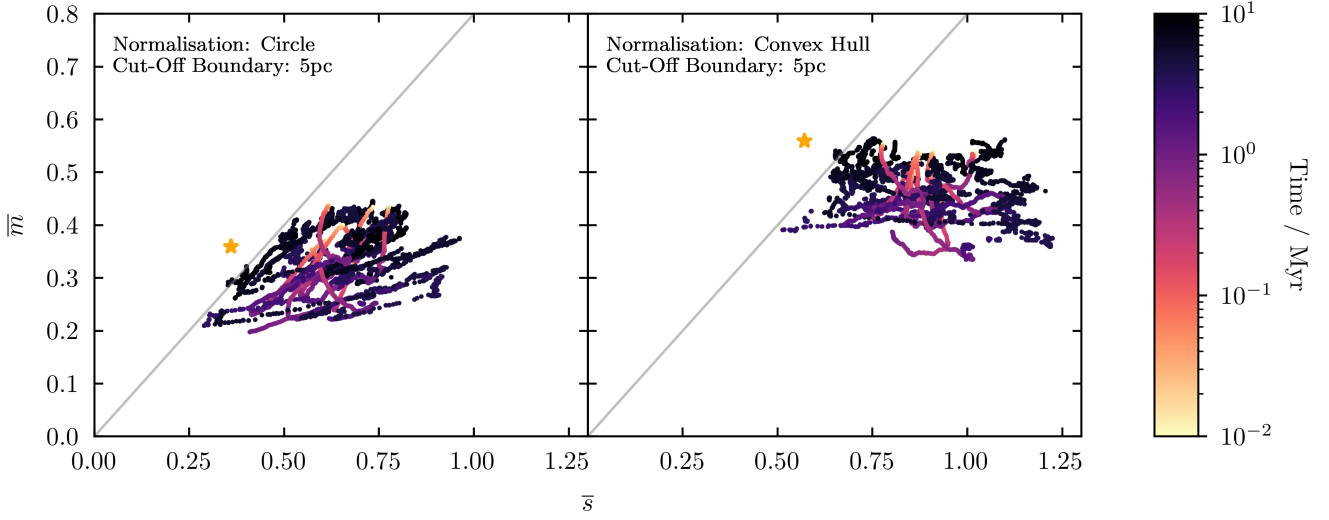 0.8
0.7
0.6
0.5
0.4
0.3
0.2
0.1
0.0
m̅
Normalisation: Circle
Cut-Off Boundary: 5pc
Normalisation: Convex Hull
Cut-Off Boundary: 5pc
0.00 0.25 0.50 0.75 1.00 1.25
0.25 0.50 0.75 1.00 1.25
s̅
10¹
10⁰
10⁻¹
10⁻²
Time / Myr